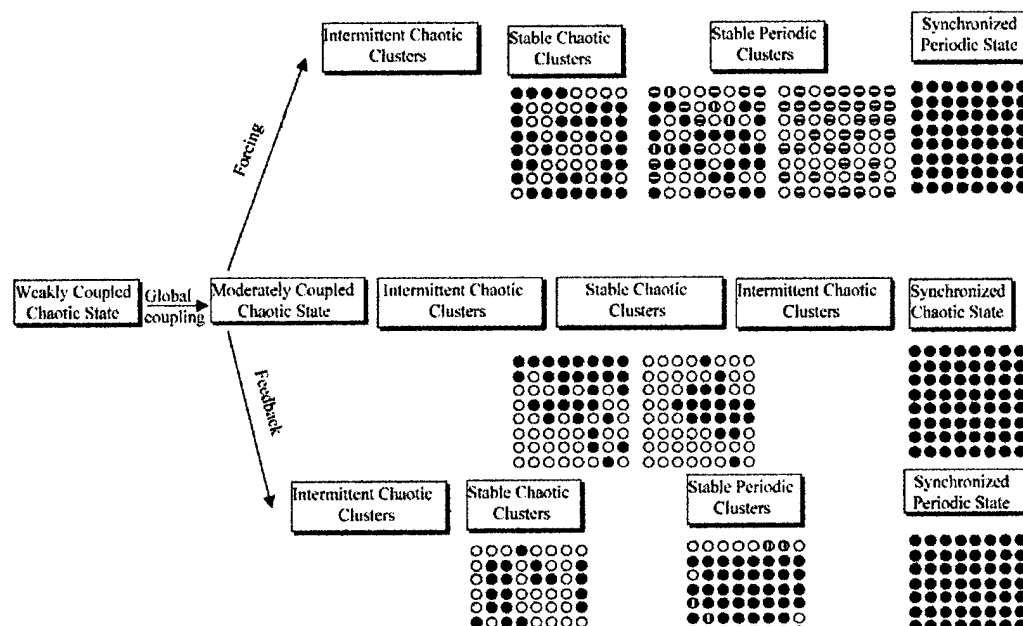 Intermittent Chaotic
Clusters
Stable Chaotic
Clusters
Stable Periodic
Clusters
Synchronized
Periodic State
Forcing
Weakly Coupled
Chaotic State
Global
coupling
Moderately Coupled
Chaotic State
Intermittent Chaotic
Clusters
Stable Chaotic
Clusters
Intermittent Chaotic
Clusters
Synchronized
Chaotic State
Feedback
Intermittent Chaotic
Clusters
Stable Chaotic
Clusters
Stable Periodic
Clusters
Synchronized
Periodic State